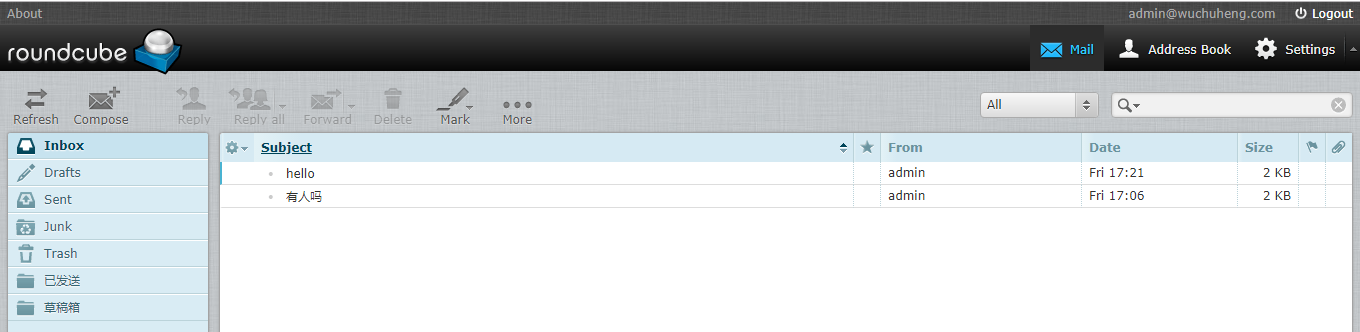 About admin@wuchuheng.com Logout
roundcube Mail Address Book Settings
Refresh Compose Reply Reply all Forward Delete Mark More All
Inbox Subject From Date Size
Drafts hello admin Fri 17:21 2 KB
Sent 有人吗 admin Fri 17:06 2 KB
Junk
Trash
已发送
草稿箱